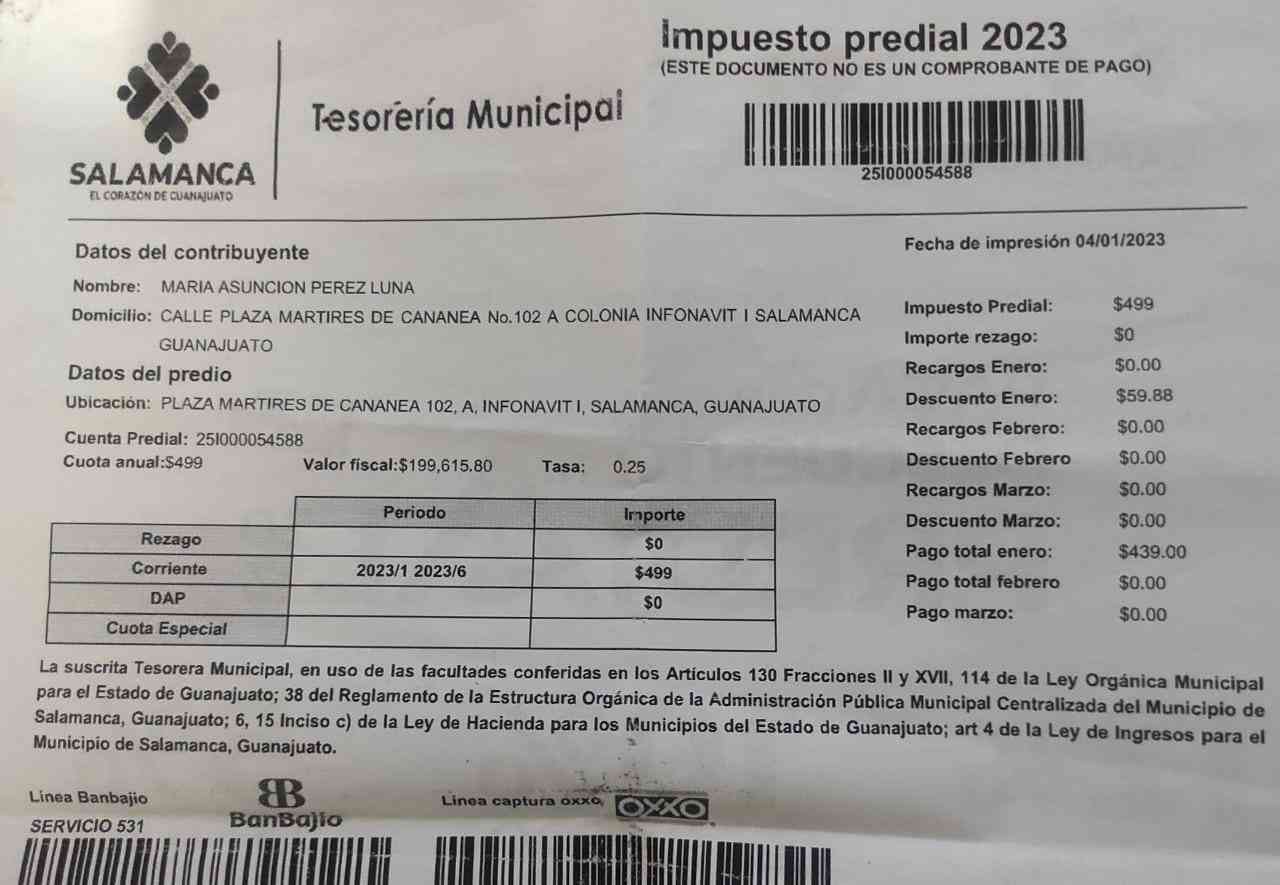 Impuesto predial 2023
(ESTE DOCUMENTO NO ES UN COMPROBANTE DE PAGO)
Tesorería Municipal
25I000054588
SALAMANCA
EL CORAZÓN DE GUANAJUATO
Fecha de impresión 04/01/2023
Datos del contribuyente
Nombre: MARIA ASUNCION PEREZ LUNA
Domicilio: CALLE PLAZA MARTIRES DE CANANEA No.102 A COLONIA INFONAVIT I SALAMANCA
GUANAJUATO
Datos del predio
Ubicación: PLAZA MARTIRES DE CANANEA 102, A, INFONAVIT I, SALAMANCA, GUANAJUATO
Cuenta Predial: 25I000054588
Cuota anual:$499 Valor fiscal:$199,615.80 Tasa: 0.25
Impuesto Predial: $499
Importe rezago: $0
Recargos Enero: $0.00
Descuento Enero: $59.88
Recargos Febrero: $0.00
Descuento Febrero $0.00
Recargos Marzo: $0.00
Descuento Marzo: $0.00
Pago total enero: $439.00
Pago total febrero $0.00
Pago marzo: $0.00
Periodo Importe
Rezago $0
Corriente 2023/1 2023/6 $499
DAP $0
Cuota Especial
La suscrita Tesorera Municipal, en uso de las facultades conferidas en los Artículos 130 Fracciones II y XVII, 114 de la Ley Orgánica Municipal
para el Estado de Guanajuato; 38 del Reglamento de la Estructura Orgánica de la Administración Pública Municipal Centralizada del Municipio de
Salamanca, Guanajuato; 6, 15 Inciso c) de la Ley de Hacienda para los Municipios del Estado de Guanajuato; art 4 de la Ley de Ingresos para el
Municipio de Salamanca, Guanajuato.
Linea Banbajio
SERVICIO 531
BanBajio
Linea captura oxxo,
OXXO